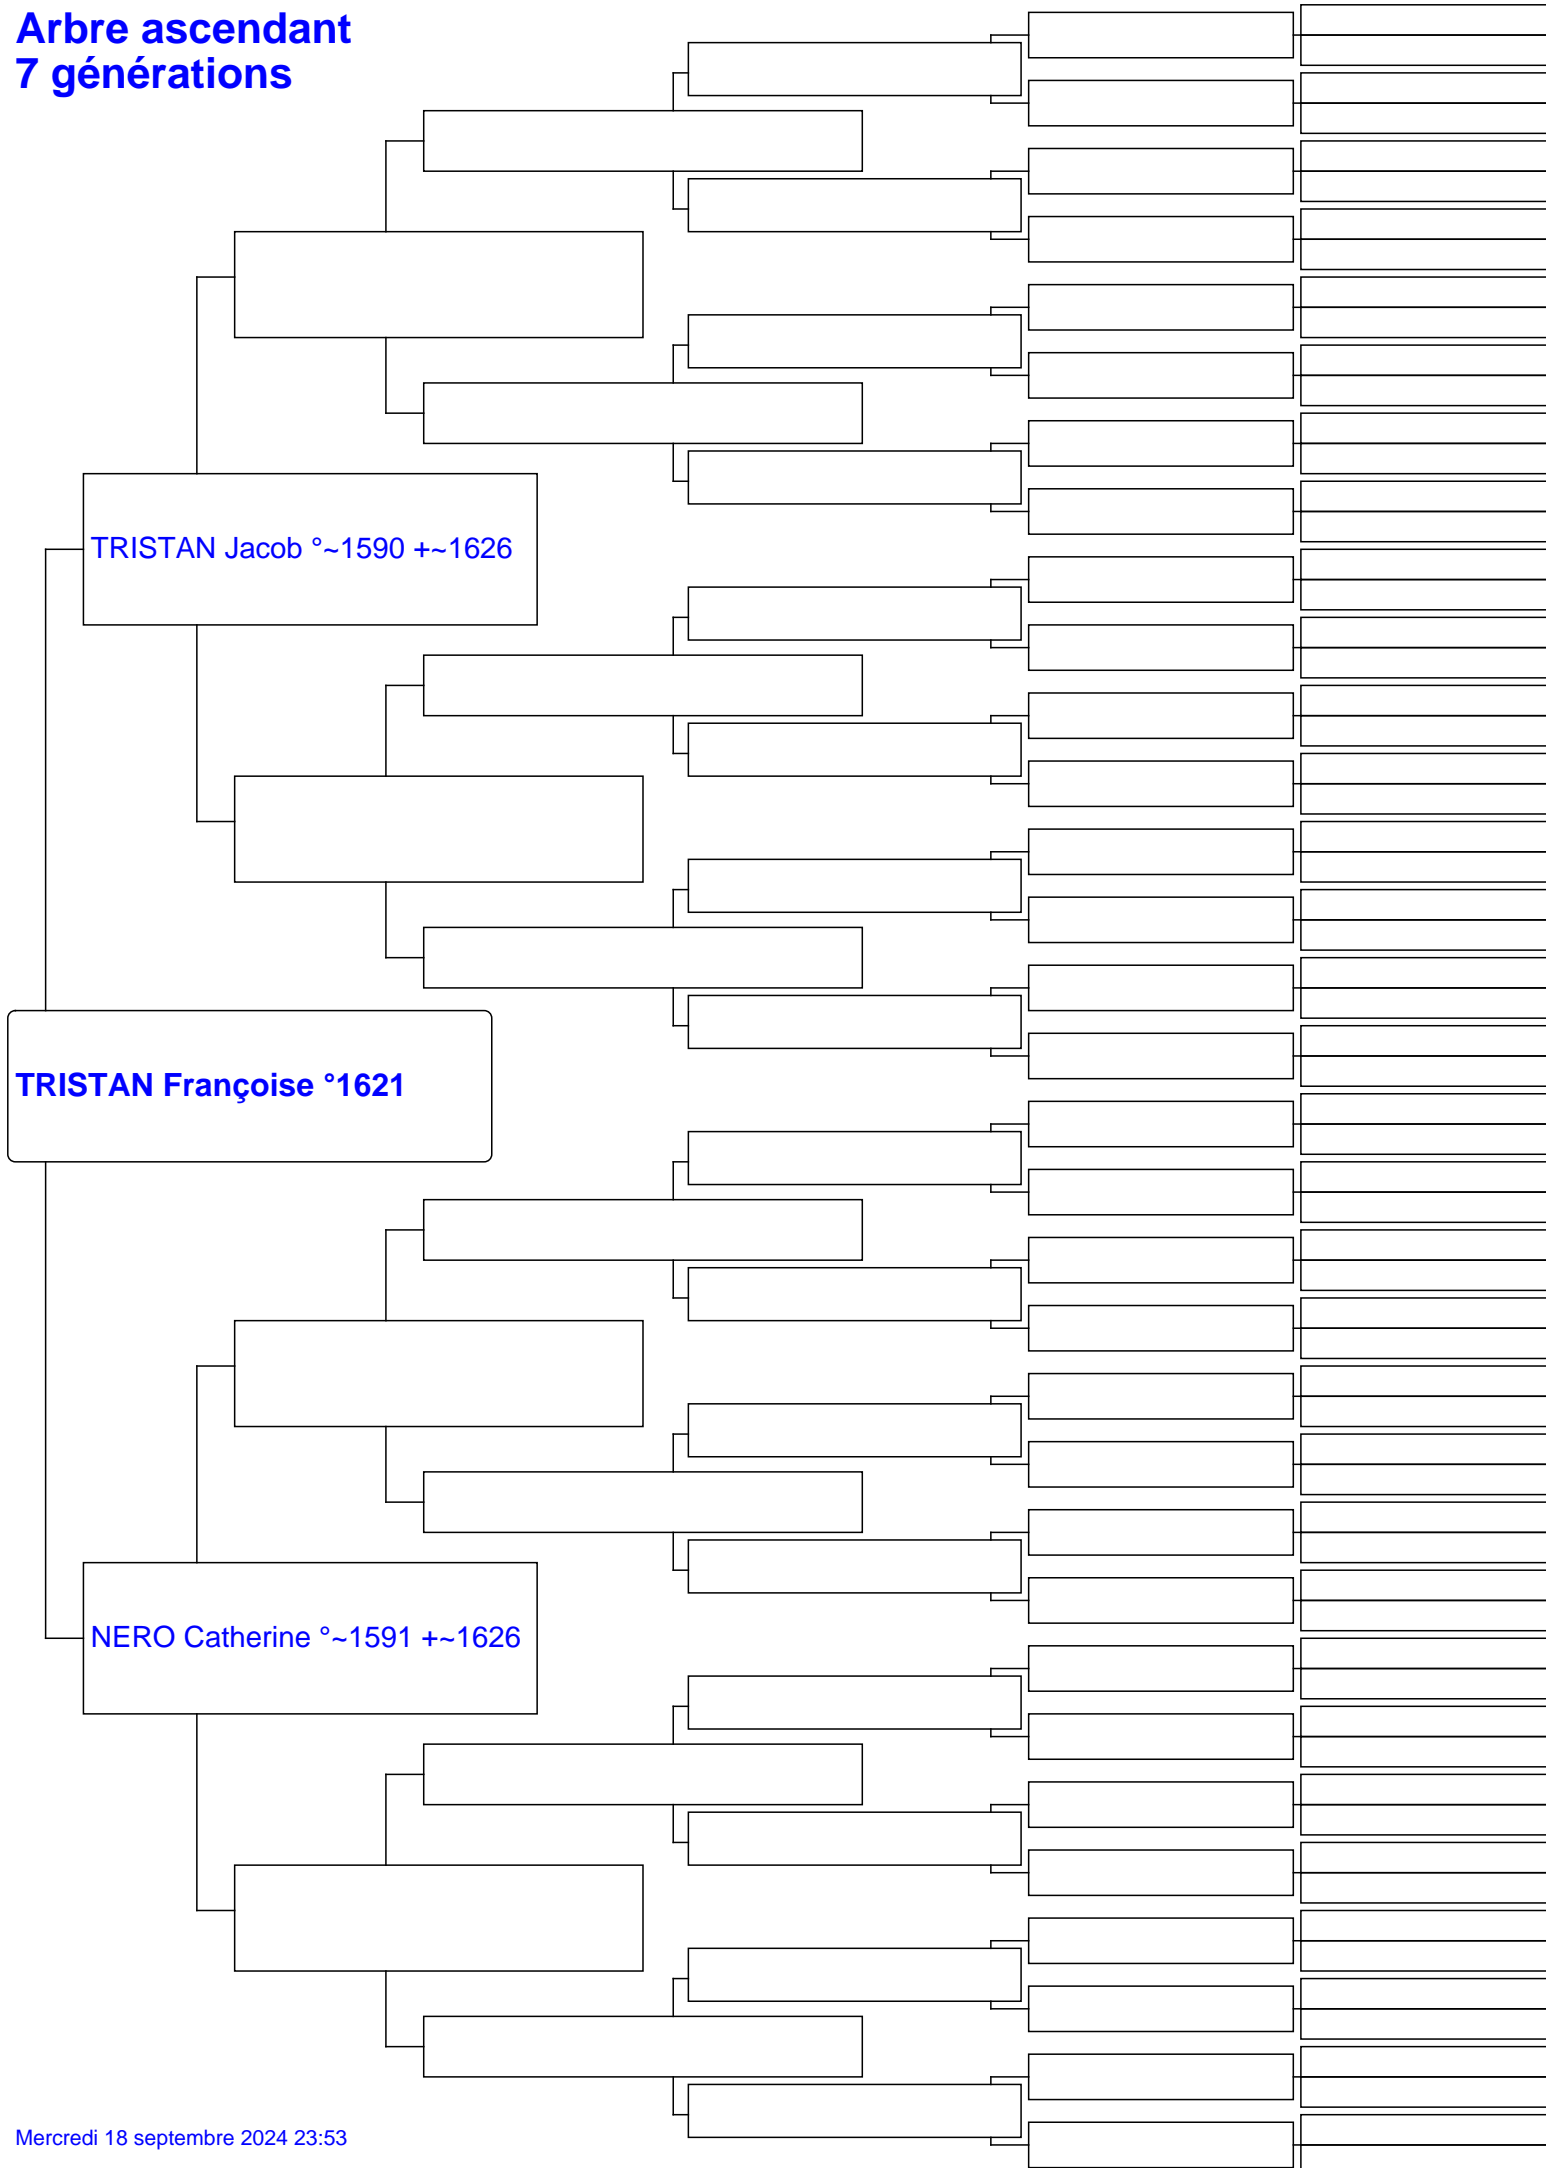 Arbre ascendant
7 générations
TRISTAN Jacob °~1590 +~1626
TRISTAN Françoise °1621
NERO Catherine °~1591 +~1626
Mercredi 18 septembre 2024 23:53